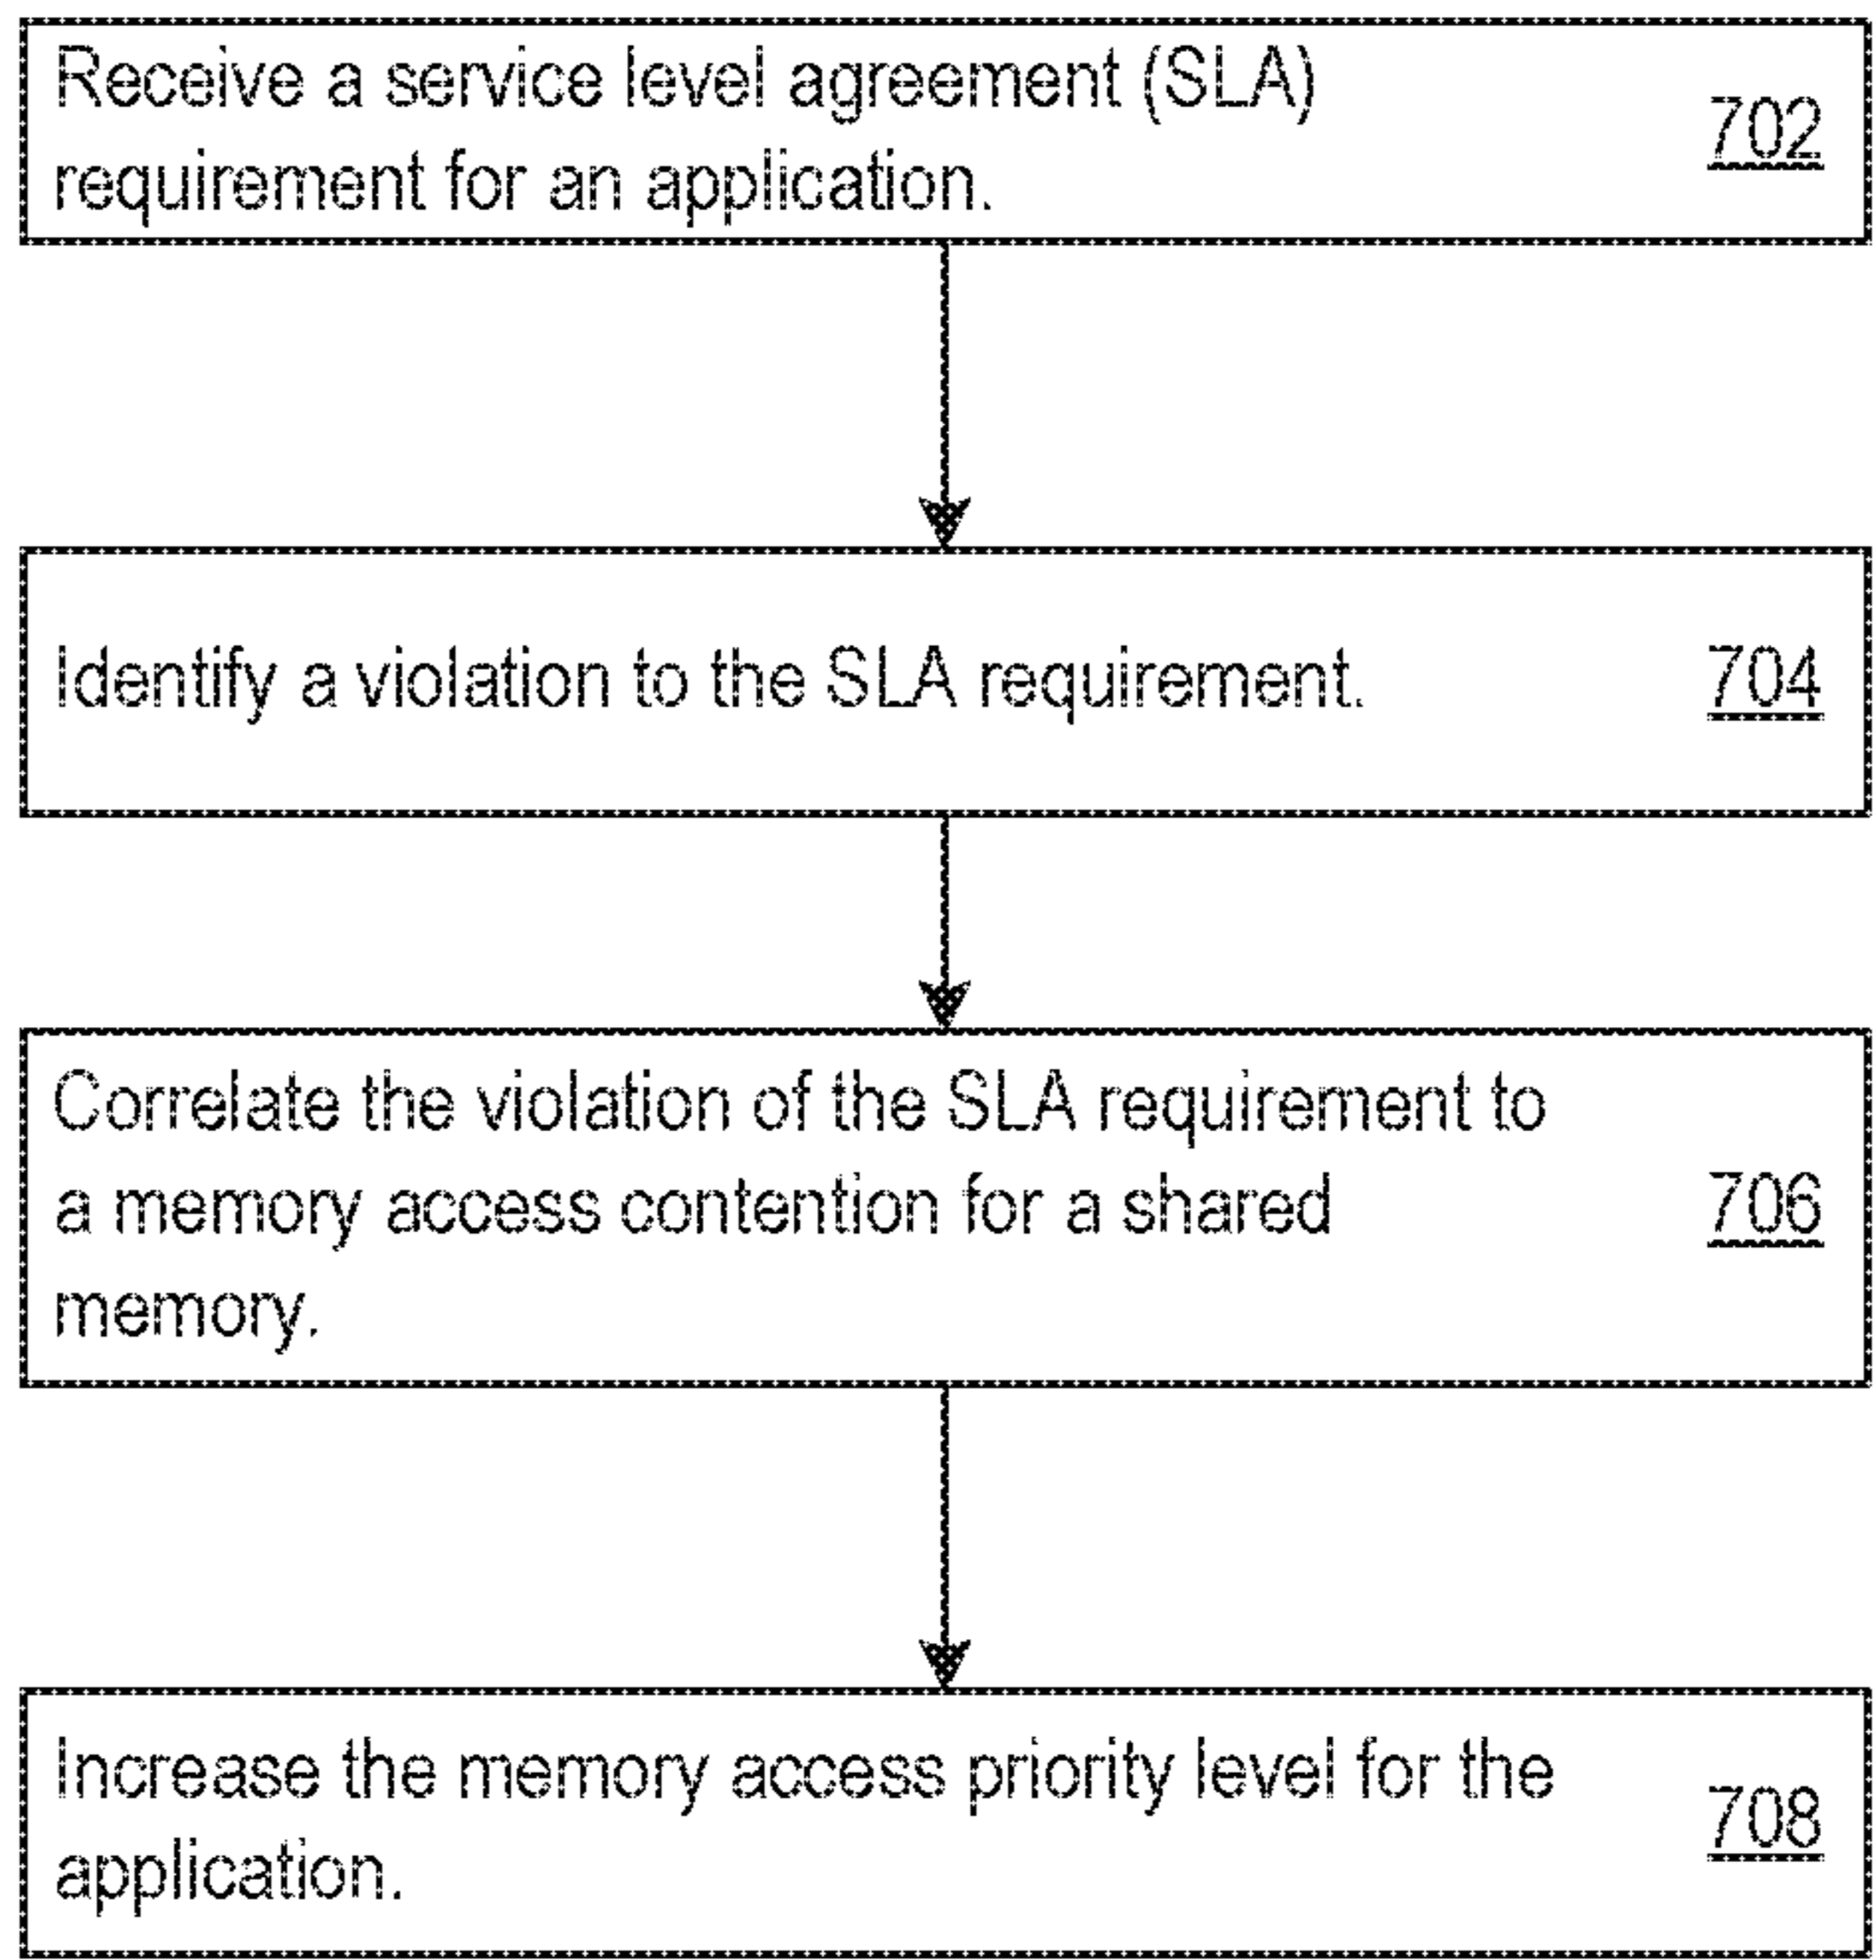 Receive a service level agreement (SLA)
requirement for an application.
702
Identify a violation to the SLA requirement.
704
Correlate the violation of the SLA requirement to
a memory access contention for a shared
memory.
706
Increase the memory access priority level for the
application.
708